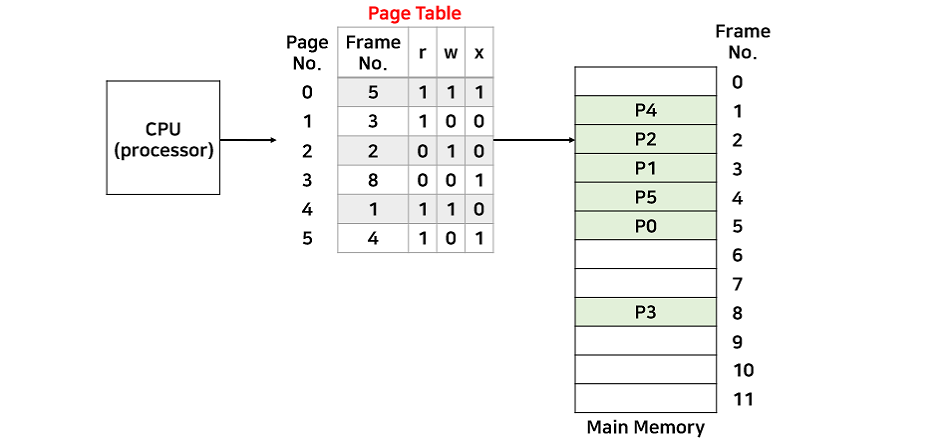 Page Table
Page No.
Frame No. r w x
0 5 1 1 1
1 3 1 0 0
2 2 0 1 0
3 8 0 0 1
4 1 1 1 0
5 4 1 0 1
CPU
(processor)
Frame
No.
0
P4 1
P2 2
P1 3
P5 4
P0 5
6
7
P3 8
9
10
11
Main Memory